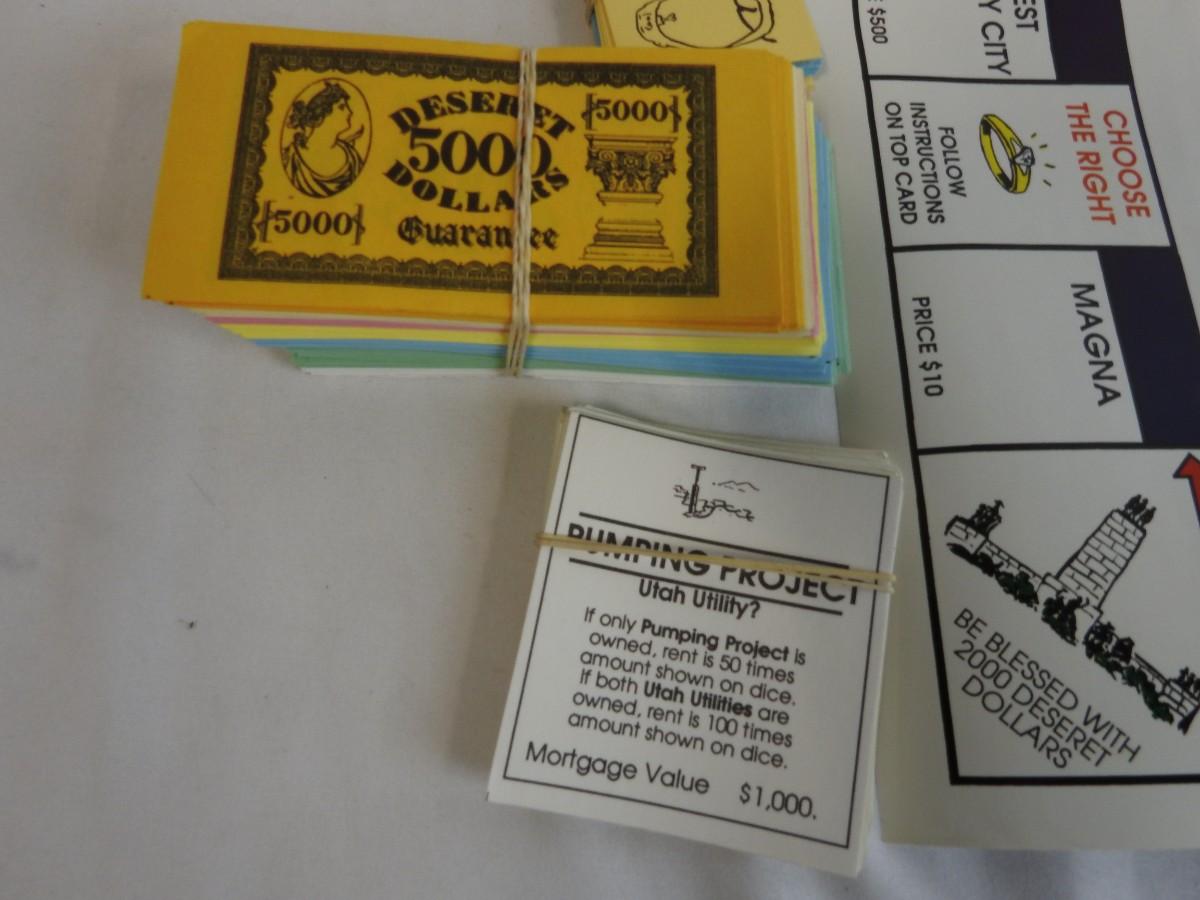 DESERET
5000
DOLLARS
5000
5000
Guarantee
PUMPING PROJECT
Utah Utility?
If only Pumping Project is
owned, rent is 50 times
amount shown on dice.
If both Utah Utilities are
owned, rent is 100 times
amount shown on dice.
Mortgage Value $1,000.
EST
Y CITY
$500
CHOOSE
THE RIGHT
FOLLOW
INSTRUCTIONS
ON TOP CARD
MAGNA
PRICE $10
BE BLESSED WITH
2000 DESERET
DOLLARS